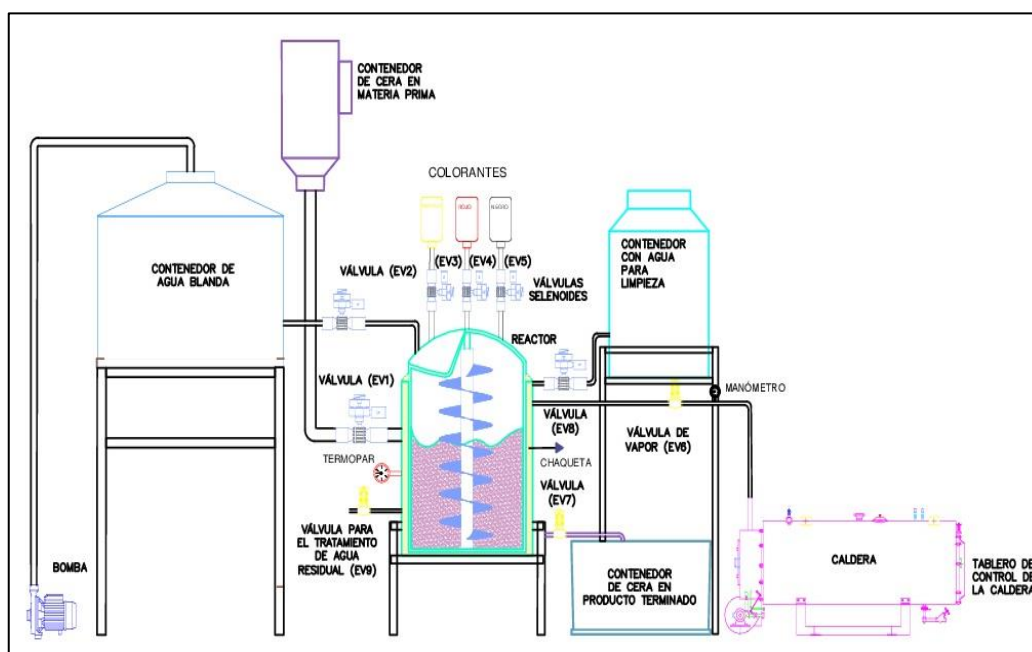 CONTENEDOR
DE CERA EN
MATERIA PRIMA
COLORANTES
ROJO
NEGRO
CONTENEDOR DE
AGUA BLANDA
VÁLVULA (EV2)
(EV3)
(EV4)
(EV5)
VÁLVULAS
SELENOIDES
CONTENEDOR
CON AGUA
PARA
LIMPIEZA
REACTOR
VÁLVULA (EV1)
MANÓMETRO
VÁLVULA
(EV8)
VÁLVULA DE
VAPOR (EV6)
TERMOPAR
CHAQUETA
VÁLVULA
(EV7)
VÁLVULA PARA
EL TRATAMIENTO
DE AGUA
RESIDUAL (EV9)
BOMBA
CONTENEDOR
DE CERA EN
PRODUCTO TERMINADO
CALDERA
TABLERO DE
CONTROL DE
LA CALDERA